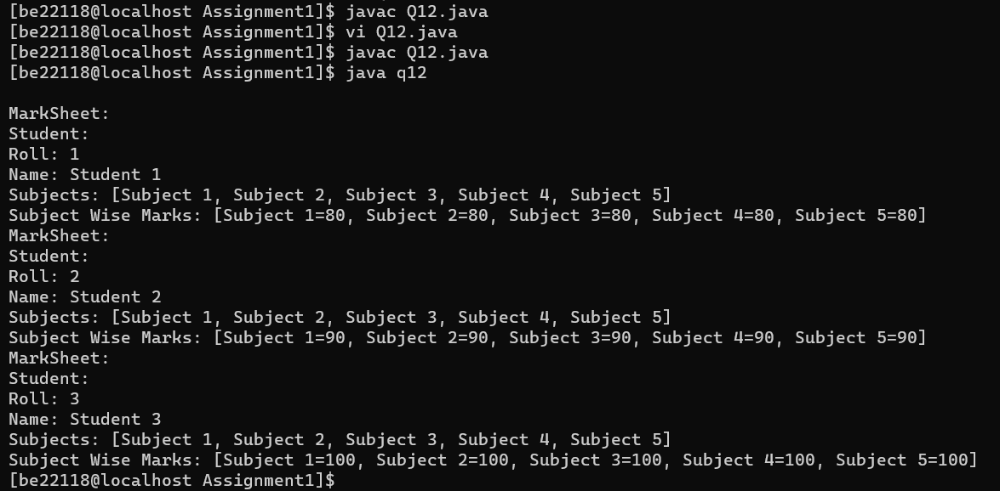 [be22118@localhost Assignment1]$ javac Q12.java
[be22118@localhost Assignment1]$ vi Q12.java
[be22118@localhost Assignment1]$ javac Q12.java
[be22118@localhost Assignment1]$ java q12
MarkSheet:
Student:
Roll: 1
Name: Student 1
Subjects: [Subject 1, Subject 2, Subject 3, Subject 4, Subject 5]
Subject Wise Marks: [Subject 1=80, Subject 2=80, Subject 3=80, Subject 4=80, Subject 5=80]
MarkSheet:
Student:
Roll: 2
Name: Student 2
Subjects: [Subject 1, Subject 2, Subject 3, Subject 4, Subject 5]
Subject Wise Marks: [Subject 1=90, Subject 2=90, Subject 3=90, Subject 4=90, Subject 5=90]
MarkSheet:
Student:
Roll: 3
Name: Student 3
Subjects: [Subject 1, Subject 2, Subject 3, Subject 4, Subject 5]
Subject Wise Marks: [Subject 1=100, Subject 2=100, Subject 3=100, Subject 4=100, Subject 5=100]
[be22118@localhost Assignment1]$